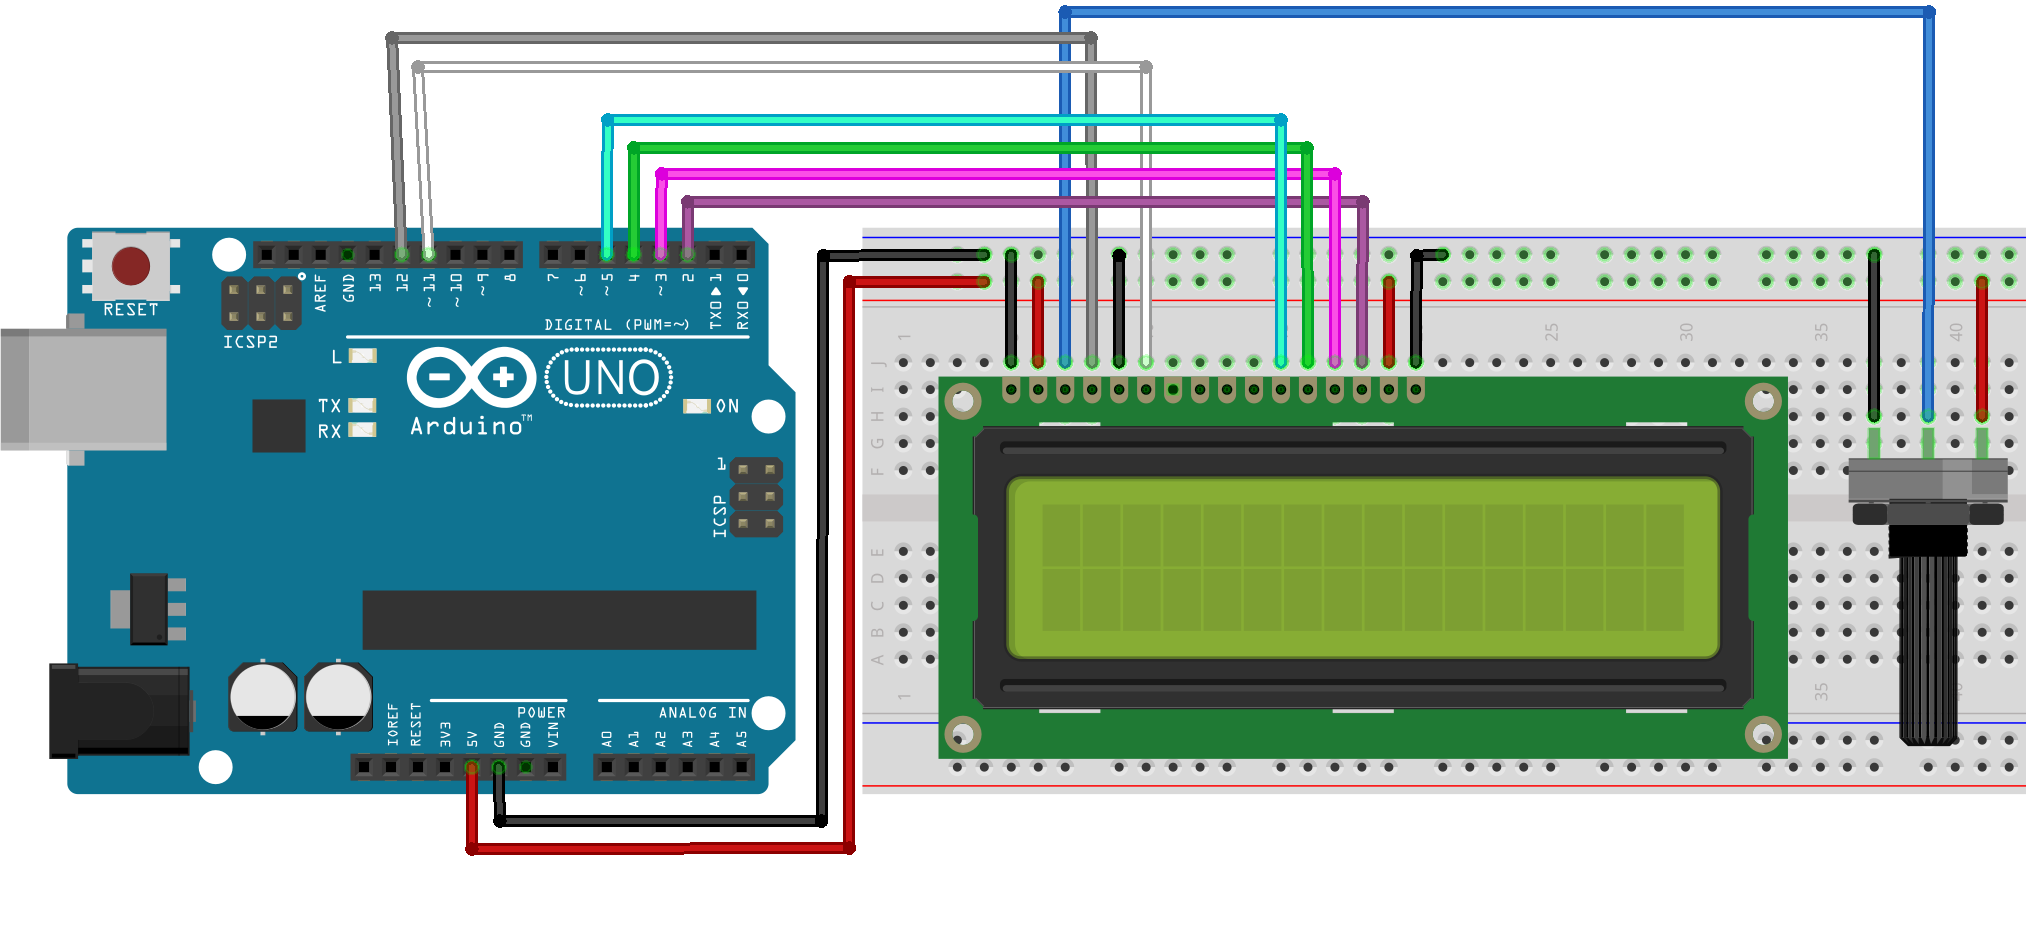 RESET
ICSP2
AREF
GND
13
12
~11
~10
~9
8
7
~6
~5
4
~3
2
TX0▶1
RX0◀0
DIGITAL (PWM=~)
L
TX
RX
UNO
Arduino™
ON
1
ICSP
POWER
ANALOG IN
IOREF
RESET
3V3
5V
GND
GND
VIN
A0
A1
A2
A3
A4
A5
1
25
30
35
40
J
I
H
G
F
E
D
C
B
A
1
35